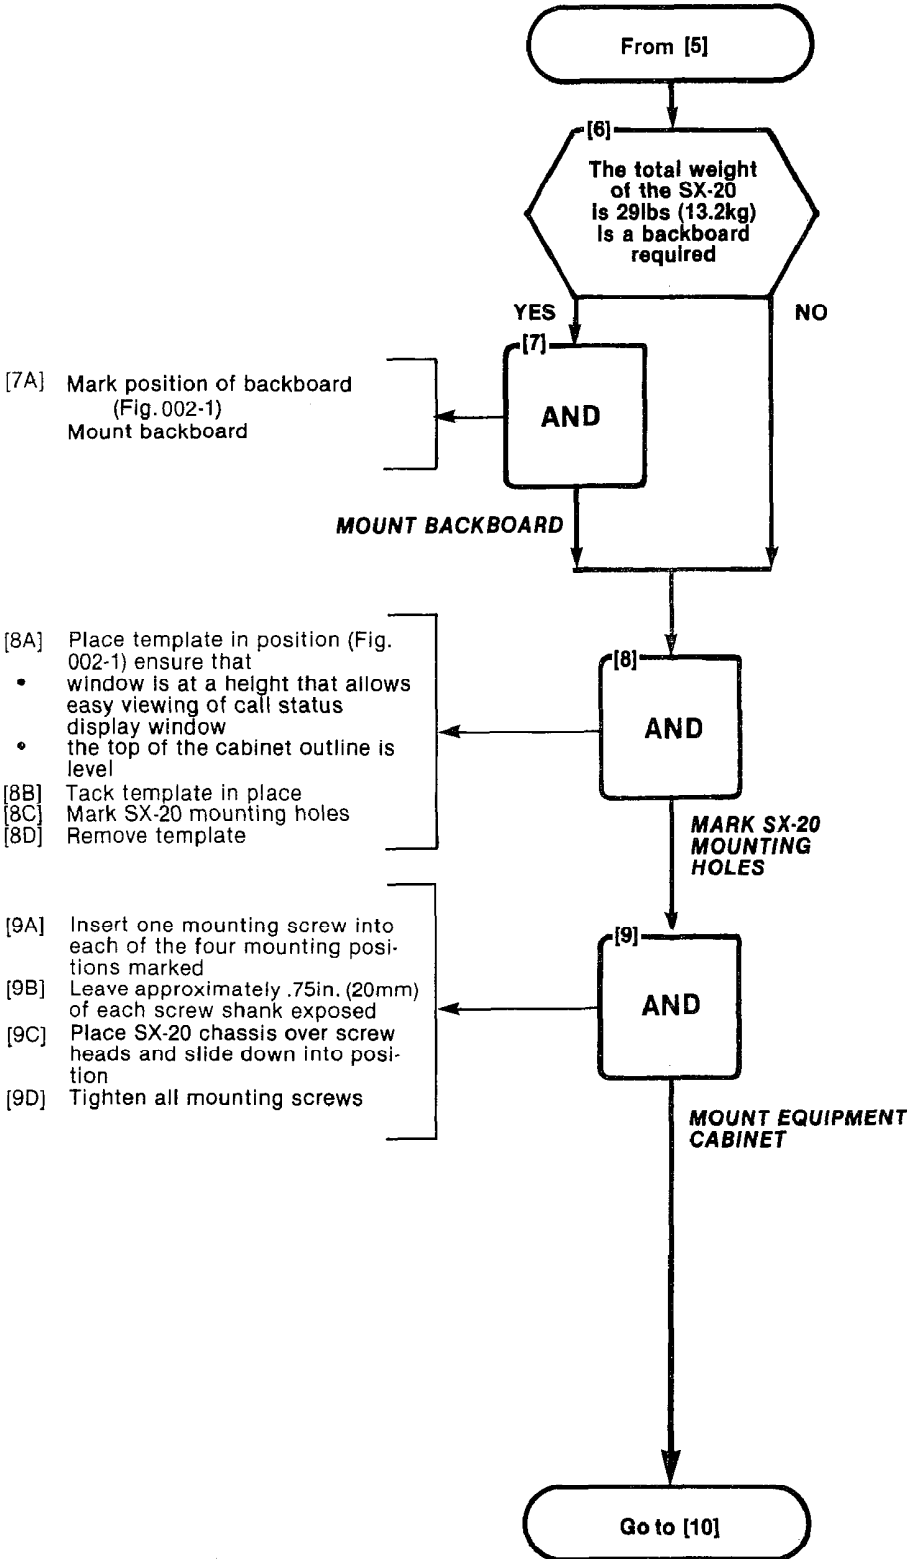 From [5]
[6]
The total weight
of the SX-20
is 29lbs (13.2kg)
Is a backboard
required
YES
NO
[7]
AND
[7A] Mark position of backboard
(Fig. 002-1)
Mount backboard
MOUNT BACKBOARD
[8]
AND
[8A] Place template in position (Fig.
002-1) ensure that
• window is at a height that allows
easy viewing of call status
display window
• the top of the cabinet outline is
level
[8B] Tack template in place
[8C] Mark SX-20 mounting holes
[8D] Remove template
MARK SX-20
MOUNTING
HOLES
[9]
AND
[9A] Insert one mounting screw into
each of the four mounting posi-
tions marked
[9B] Leave approximately .75in. (20mm)
of each screw shank exposed
[9C] Place SX-20 chassis over screw
heads and slide down into posi-
tion
[9D] Tighten all mounting screws
MOUNT EQUIPMENT
CABINET
Go to [10]